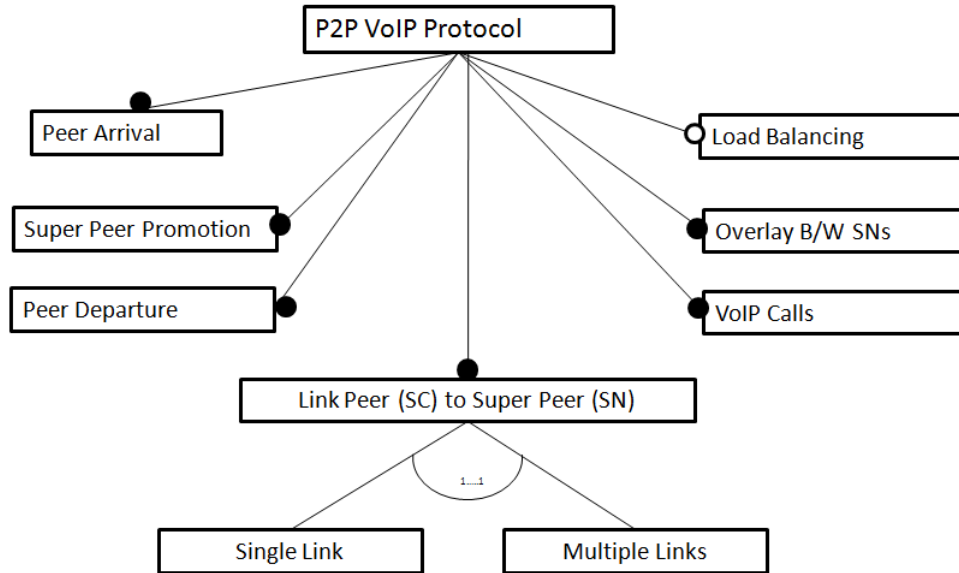 P2P VoIP Protocol
Peer Arrival
Load Balancing
Super Peer Promotion
Overlay B/W SNs
Peer Departure
VoIP Calls
Link Peer (SC) to Super Peer (SN)
1.....1
Single Link
Multiple Links